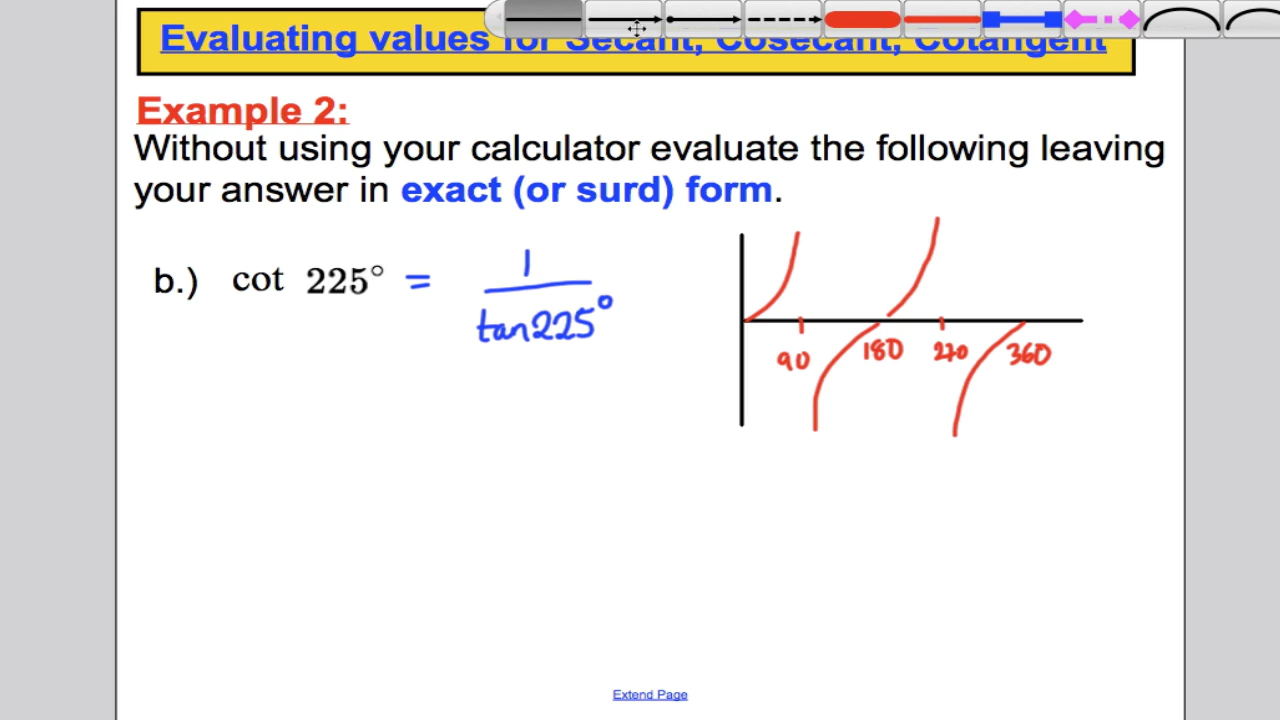 Evaluating values for Secant, Cosecant, Cotangent
Example 2:
Without using your calculator evaluate the following leaving
your answer in exact (or surd) form.
b.) cot 225° = 1
tan225°
90 180 270 360
Extend Page